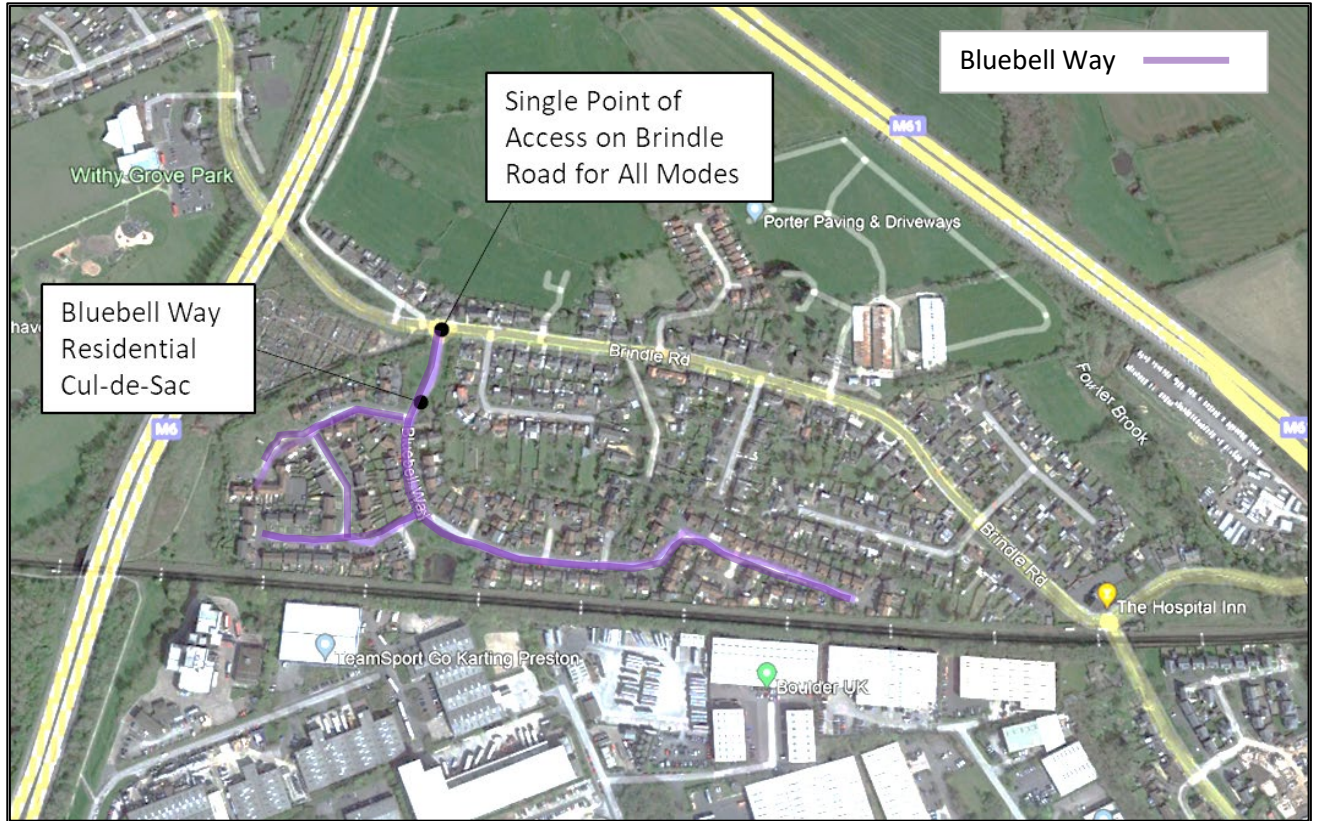 Bluebell Way
Single Point of
Access on Brindle
Road for All Modes
M61
Withy Grove Park
Porter Paving & Driveways
Bluebell Way
Residential
Cul-de-Sac
Brindle Rd
M6
Bluebell Way
Fowler Brook
M6
Brindle Rd
The Hospital Inn
TeamSport Go Karting Preston
Boulder UK